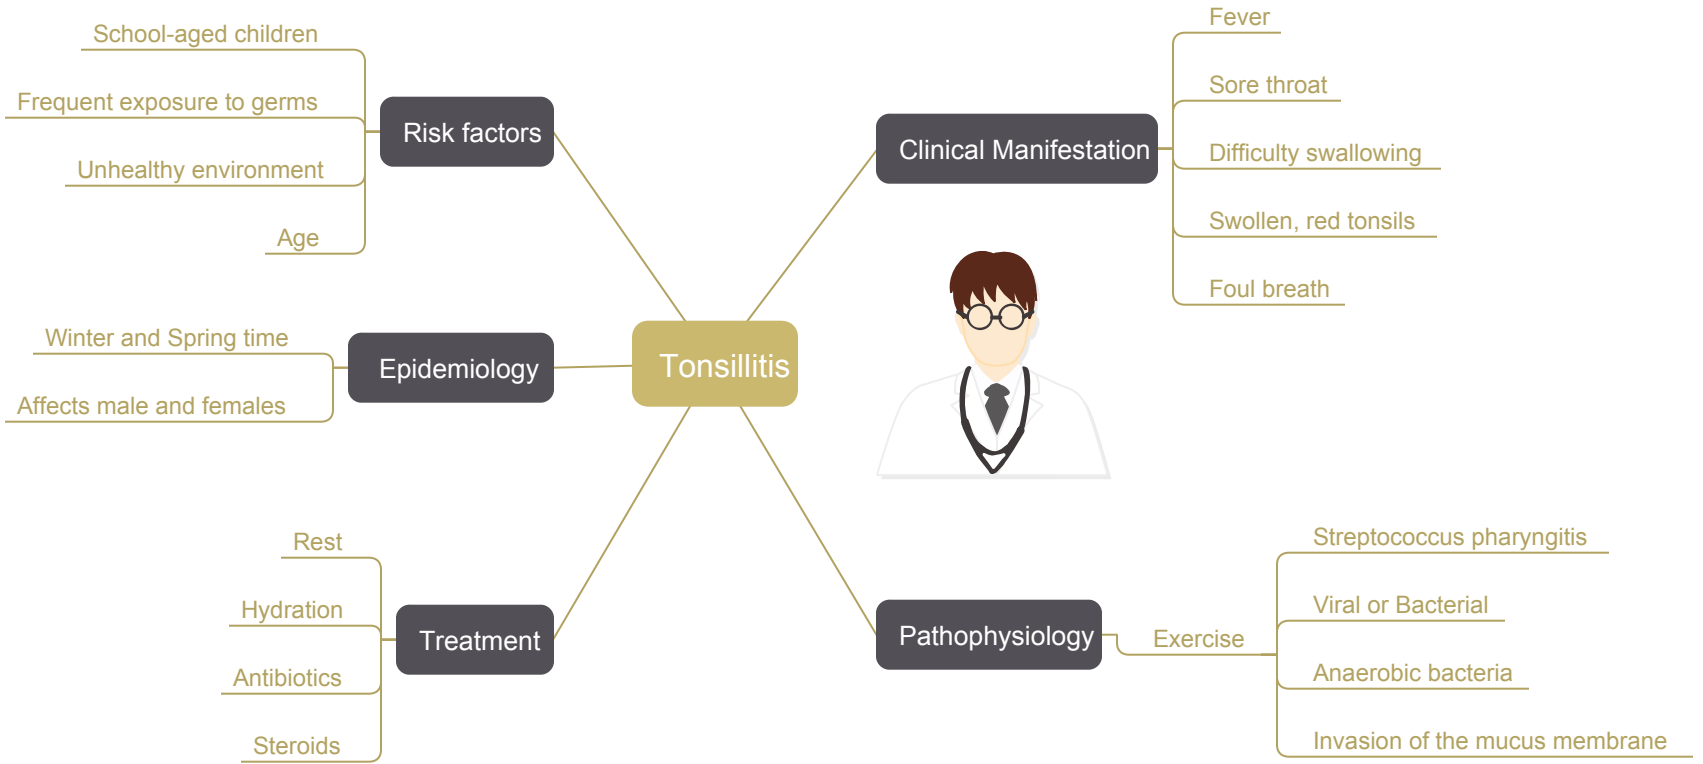 School-aged children
Frequent exposure to germs
Unhealthy environment
Age
Risk factors
Winter and Spring time
Affects male and females
Epidemiology
Rest
Hydration
Antibiotics
Steroids
Treatment
Tonsillitis
Clinical Manifestation
Fever
Sore throat
Difficulty swallowing
Swollen, red tonsils
Foul breath
Pathophysiology
Exercise
Streptococcus pharyngitis
Viral or Bacterial
Anaerobic bacteria
Invasion of the mucus membrane